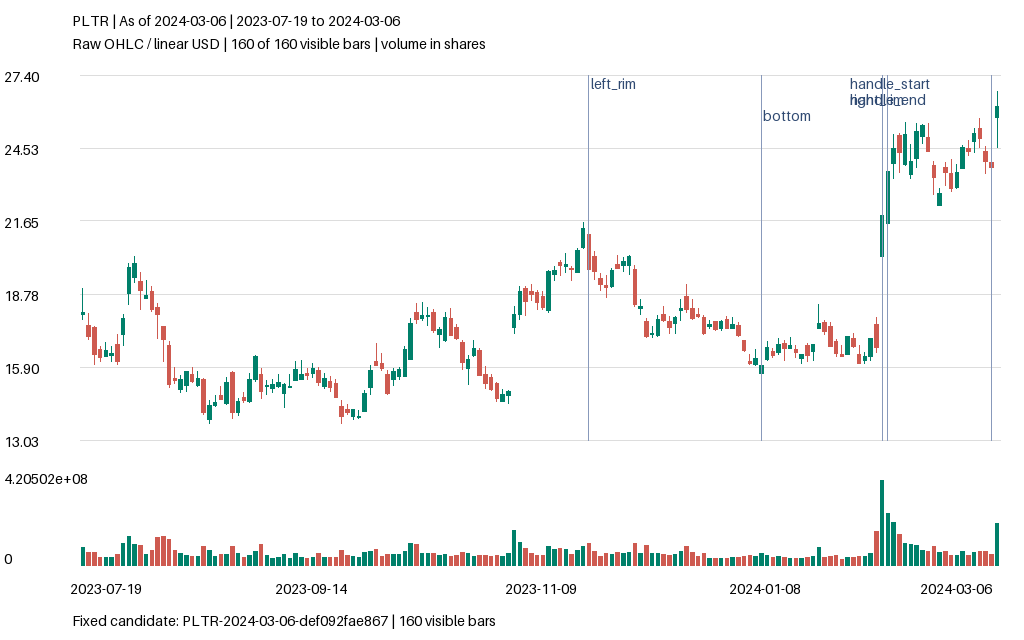 PLTR | As of 2024-03-06 | 2023-07-19 to 2024-03-06
Raw OHLC / linear USD | 160 of 160 visible bars | volume in shares
27.40
left_rim
handle_start
handle_end
bottom
24.53
21.65
18.78
15.90
13.03
4.20502e+08
0
2023-07-19
2023-09-14
2023-11-09
2024-01-08
2024-03-06
Fixed candidate: PLTR-2024-03-06-def092fae867 | 160 visible bars